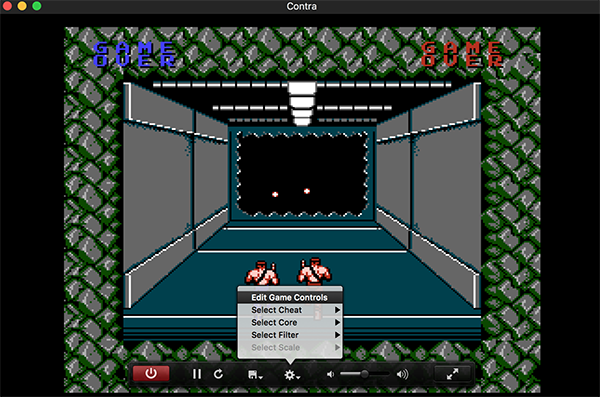 Contra
GAME
OVER
GAME
OVER
Edit Game Controls
Select Cheat
Select Core
Select Filter
Select Scale